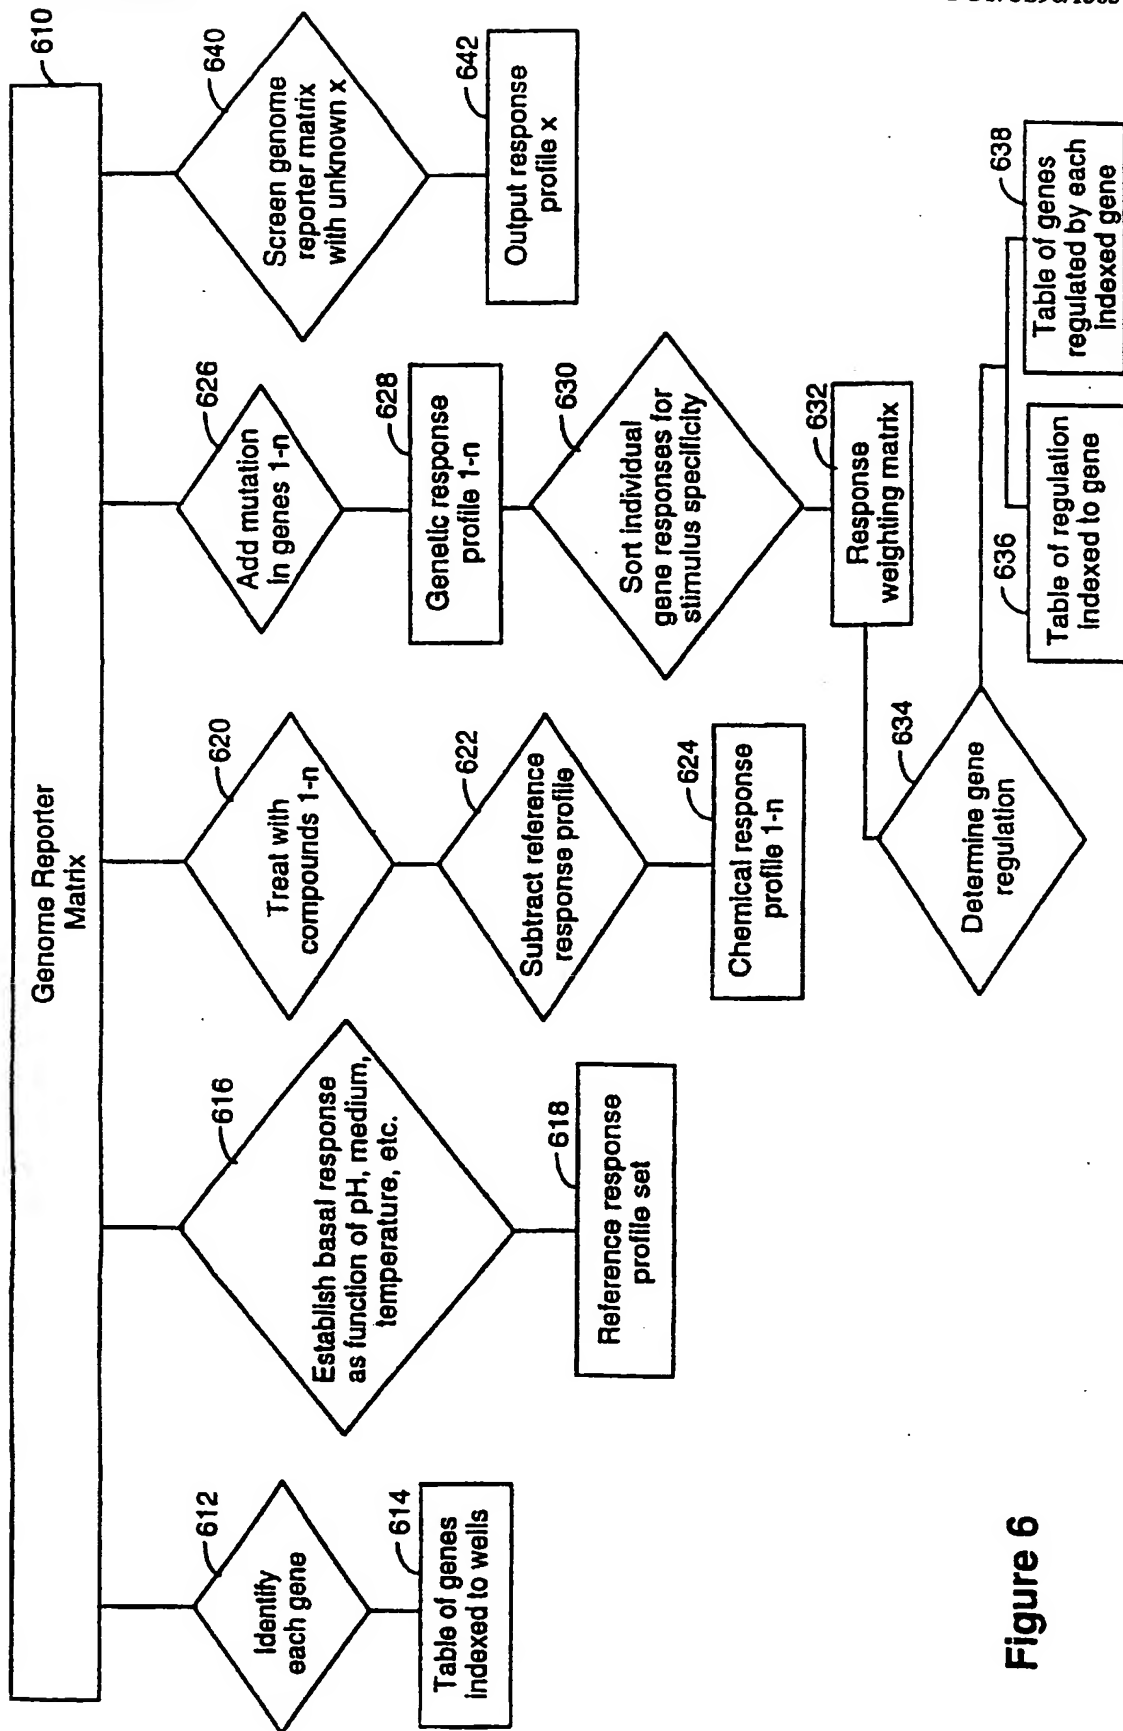 610
Genome Reporter
Matrix
612
Identify
each gene
614
Table of genes
indexed to wells
616
Establish basal response
as function of pH, medium,
temperature, etc.
618
Reference response
profile set
620
Treat with
compounds 1-n
622
Subtract reference
response profile
624
Chemical response
profile 1-n
626
Add mutation
in genes 1-n
628
Genetic response
profile 1-n
630
Sort individual
gene responses for
stimulus specificity
632
Response
weighting matrix
634
Determine gene
regulation
636
Table of regulation
indexed to gene
638
Table of genes
regulated by each
indexed gene
640
Screen genome
reporter matrix
with unknown x
642
Output response
profile x
Figure 6